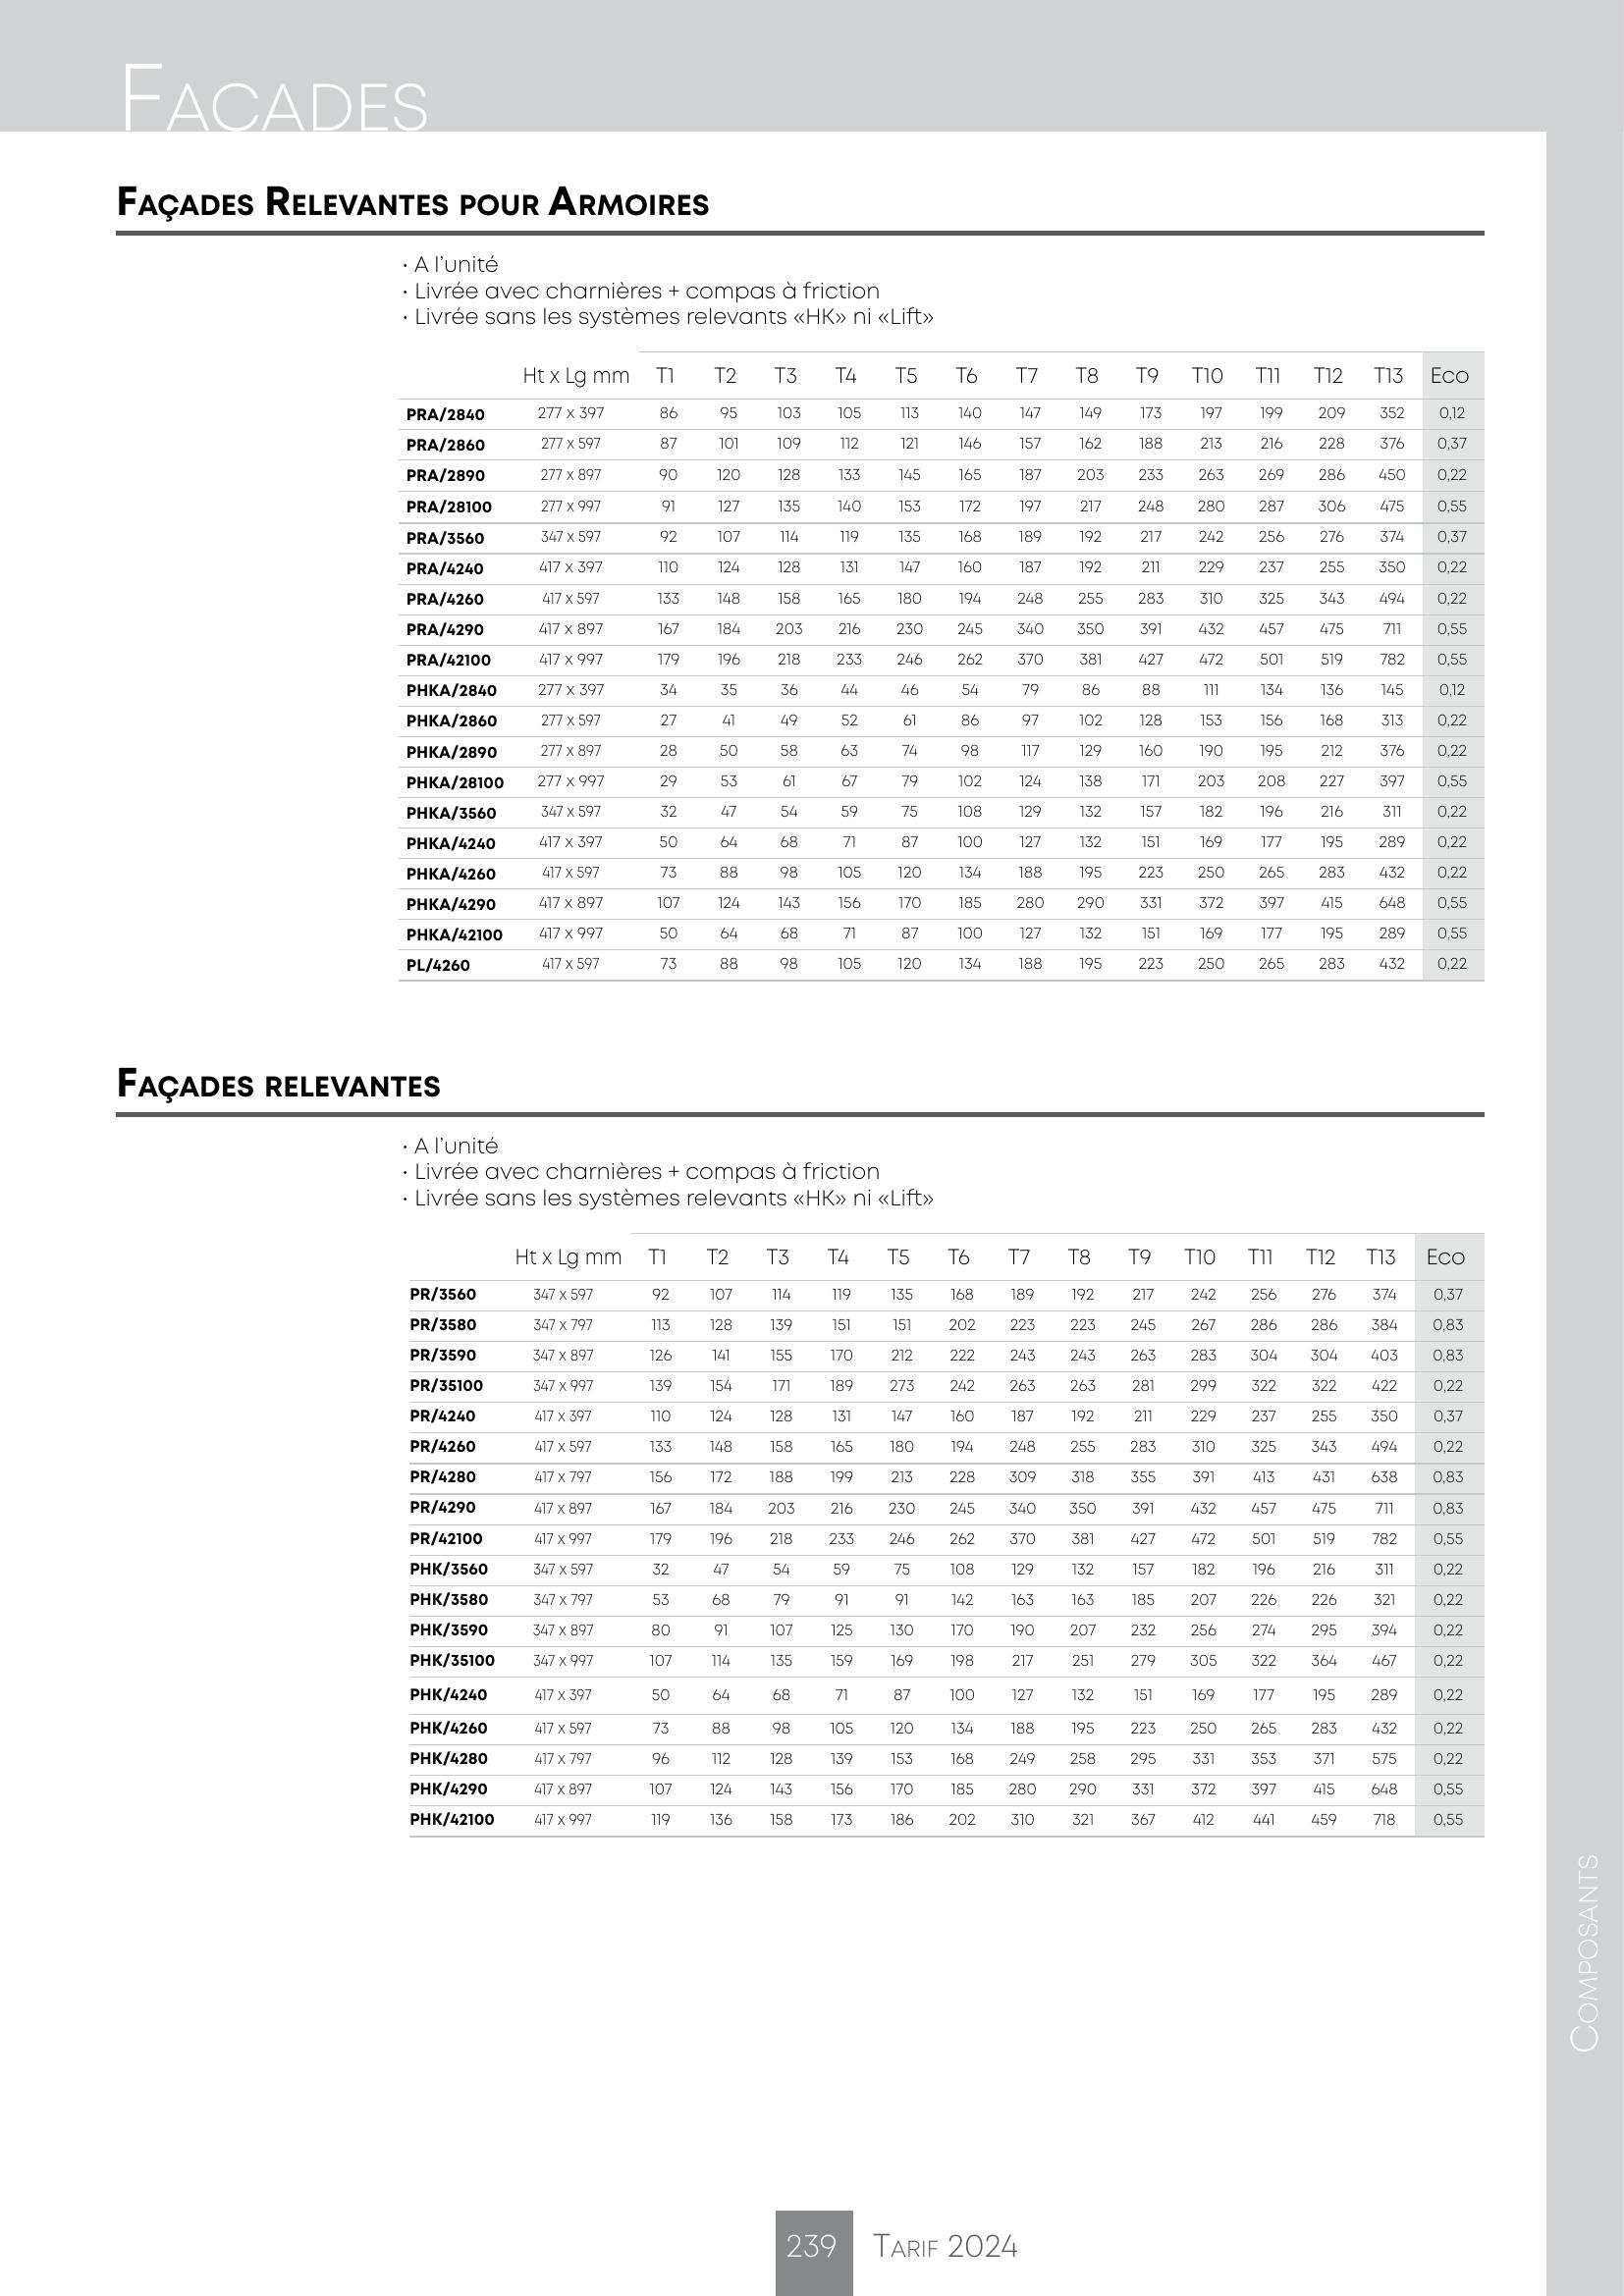 FACADES
FAÇADES RELEVANTES POUR ARMOIRES
• A l'unité
• Livrée avec charnières + compas à friction
• Livrée sans les systèmes relevants «HK» ni «Lift»
Ht x Lg mm T1 T2 T3 T4 T5 T6 T7 T8 T9 T10 T11 T12 T13 Eco
PRA/2840 277 x 397 86 95 103 105 113 140 147 149 173 197 199 209 352 0,12
PRA/2860 277 x 597 87 101 109 112 121 146 157 162 188 213 216 228 376 0,37
PRA/2890 277 x 897 90 120 128 133 145 165 187 203 233 263 269 286 450 0,22
PRA/28100 277 x 997 91 127 135 140 153 172 197 217 248 280 287 306 475 0,55
PRA/3560 347 x 597 92 107 114 119 135 168 189 192 217 242 256 276 374 0,37
PRA/4240 417 x 397 110 124 128 131 147 160 187 192 211 229 237 255 350 0,22
PRA/4260 417 x 597 133 148 158 165 180 194 248 255 283 310 325 343 494 0,22
PRA/4290 417 x 897 167 184 203 216 230 245 340 350 391 432 457 475 711 0,55
PRA/42100 417 x 997 179 196 218 233 246 262 370 381 427 472 501 519 782 0,55
PHKA/2840 277 x 397 34 35 36 44 46 54 79 86 88 111 134 136 145 0,12
PHKA/2860 277 x 597 27 41 49 52 61 86 97 102 128 153 156 168 313 0,22
PHKA/2890 277 x 897 28 50 58 63 74 98 117 129 160 190 195 212 376 0,22
PHKA/28100 277 x 997 29 53 61 67 79 102 124 138 171 203 208 227 397 0,55
PHKA/3560 347 x 597 32 47 54 59 75 108 129 132 157 182 196 216 311 0,22
PHKA/4240 417 x 397 50 64 68 71 87 100 127 132 151 169 177 195 289 0,22
PHKA/4260 417 x 597 73 88 98 105 120 134 188 195 223 250 265 283 432 0,22
PHKA/4290 417 x 897 107 124 143 156 170 185 280 290 331 372 397 415 648 0,55
PHKA/42100 417 x 997 50 64 68 71 87 100 127 132 151 169 177 195 289 0,55
PL/4260 417 x 597 73 88 98 105 120 134 188 195 223 250 265 283 432 0,22
FAÇADES RELEVANTES
• A l'unité
• Livrée avec charnières + compas à friction
• Livrée sans les systèmes relevants «HK» ni «Lift»
Ht x Lg mm T1 T2 T3 T4 T5 T6 T7 T8 T9 T10 T11 T12 T13 Eco
PR/3560 347 x 597 92 107 114 119 135 168 189 192 217 242 256 276 374 0,37
PR/3580 347 x 797 113 128 139 151 151 202 223 223 245 267 286 286 384 0,83
PR/3590 347 x 897 126 141 155 170 212 222 243 243 263 283 304 304 403 0,83
PR/35100 347 x 997 139 154 171 189 273 242 263 263 281 299 322 322 422 0,22
PR/4240 417 x 397 110 124 128 131 147 160 187 192 211 229 237 255 350 0,37
PR/4260 417 x 597 133 148 158 165 180 194 248 255 283 310 325 343 494 0,22
PR/4280 417 x 797 156 172 188 199 213 228 309 318 355 391 413 431 638 0,83
PR/4290 417 x 897 167 184 203 216 230 245 340 350 391 432 457 475 711 0,83
PR/42100 417 x 997 179 196 218 233 246 262 370 381 427 472 501 519 782 0,55
PHK/3560 347 x 597 32 47 54 59 75 108 129 132 157 182 196 216 311 0,22
PHK/3580 347 x 797 53 68 79 91 91 142 163 163 185 207 226 226 321 0,22
PHK/3590 347 x 897 80 91 107 125 130 170 190 207 232 256 274 295 394 0,22
PHK/35100 347 x 997 107 114 135 159 169 198 217 251 279 305 322 364 467 0,22
PHK/4240 417 x 397 50 64 68 71 87 100 127 132 151 169 177 195 289 0,22
PHK/4260 417 x 597 73 88 98 105 120 134 188 195 223 250 265 283 432 0,22
PHK/4280 417 x 797 96 112 128 139 153 168 249 258 295 331 353 371 575 0,22
PHK/4290 417 x 897 107 124 143 156 170 185 280 290 331 372 397 415 648 0,55
PHK/42100 417 x 997 119 136 158 173 186 202 310 321 367 412 441 459 718 0,55
COMPOSANTS
239 TARIF 2024